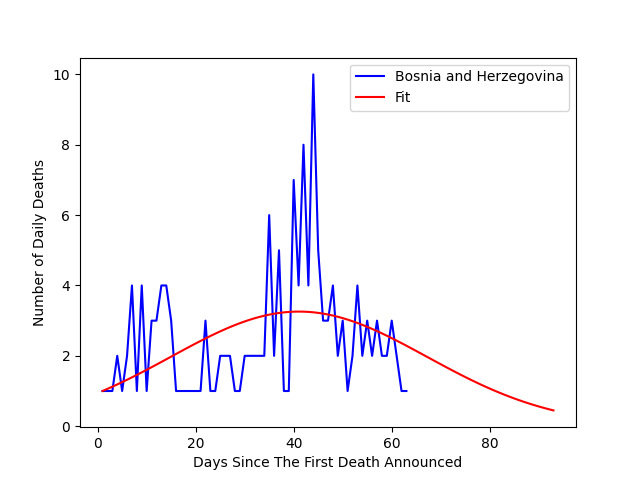 Bosnia and Herzegovina
Fit
Number of Daily Deaths
10
8
6
4
2
0
0 20 40 60 80
Days Since The First Death Announced